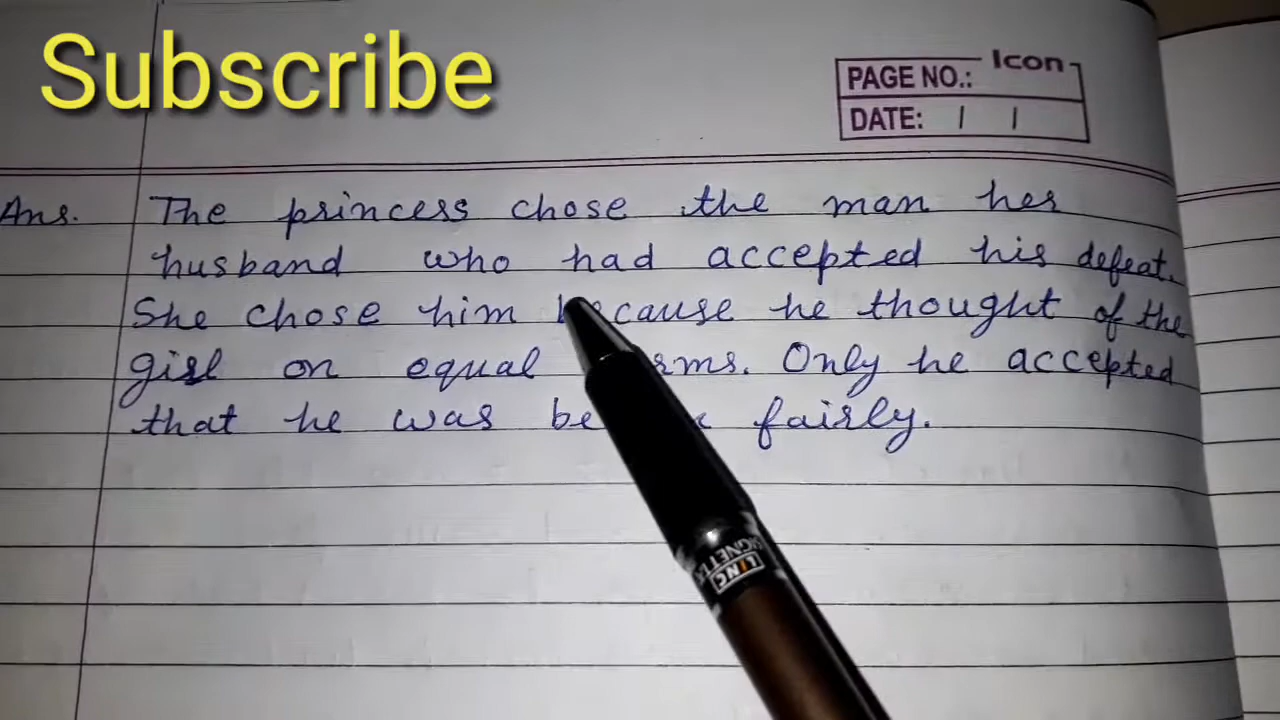 Subscribe
Icon
PAGE NO.:
DATE: / /
Ans. The princess chose the man her
husband who had accepted his defeat.
She chose him because he thought of the
girl on equal . Only he accepted
that he was fairly.
LINC